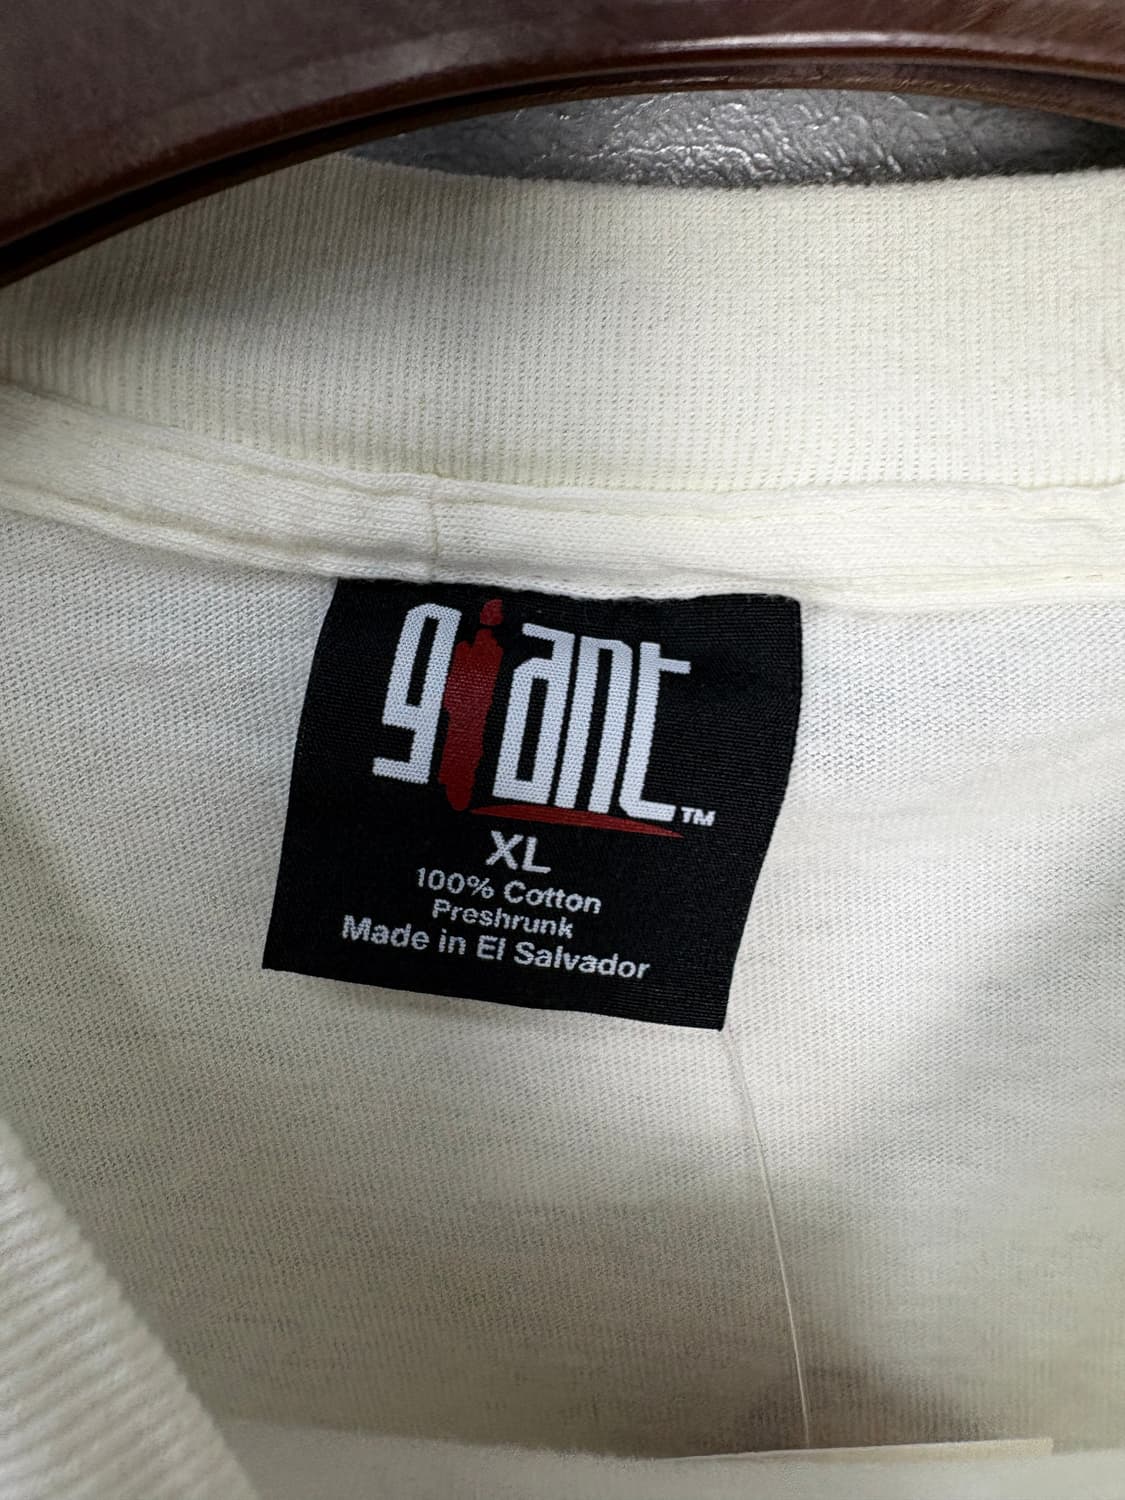 giant™
XL
100% Cotton
Preshrunk
Made in El Salvador